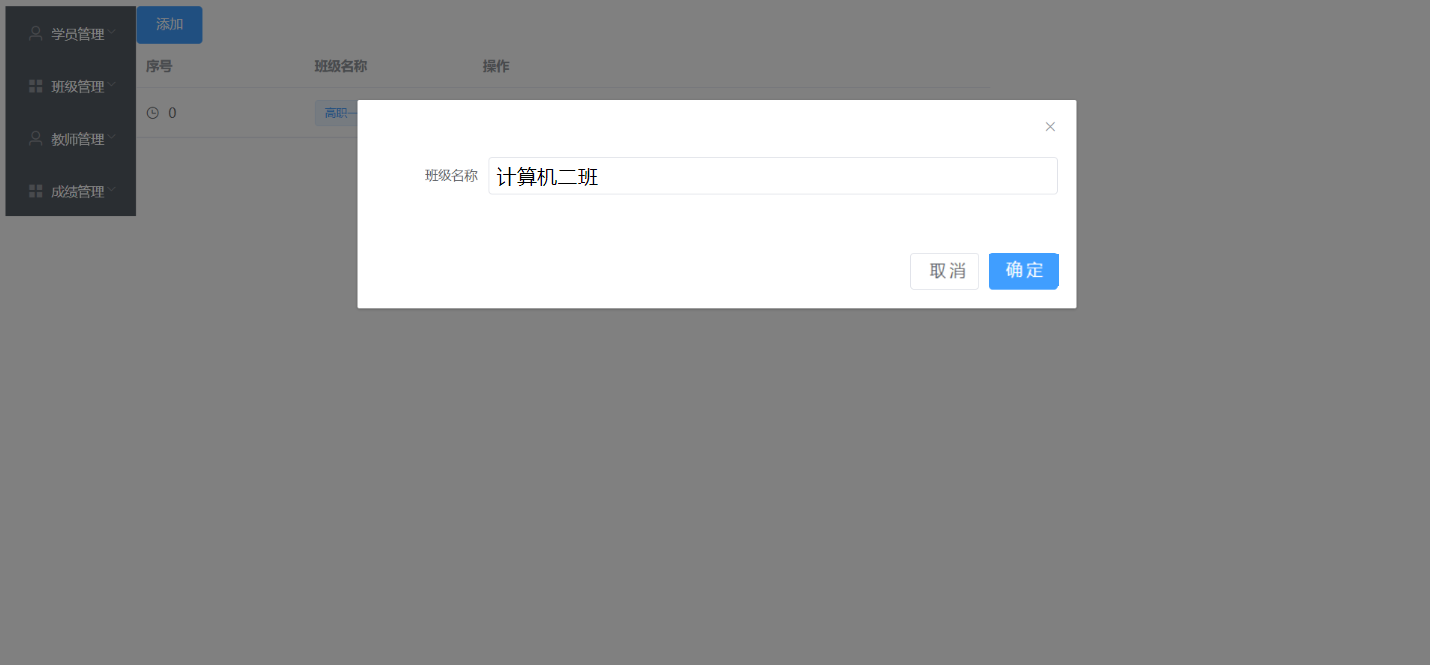 学员管理
班级管理
教师管理
成绩管理
添加
序号 班级名称 操作
0 高职一
班级名称 计算机二班
取消 确定